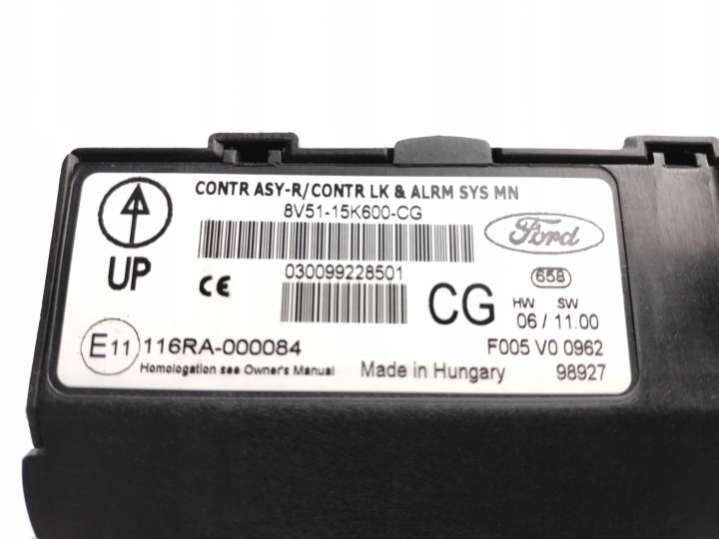 CONTR ASY-R/CONTR LK & ALRM SYS MN
8V51-15K600-CG
Ford
UP
CE
030099228501
CG
658
HW SW
06 / 11.00
E11 116RA-000084
F005 V0 0962
Homologation see Owner's Manual
Made in Hungary
98927